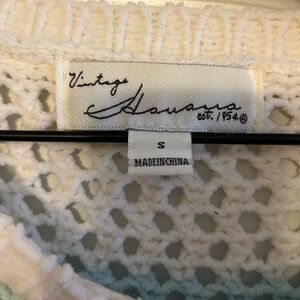 Vintage
Havana
est. 1954®
S
MADE IN CHINA